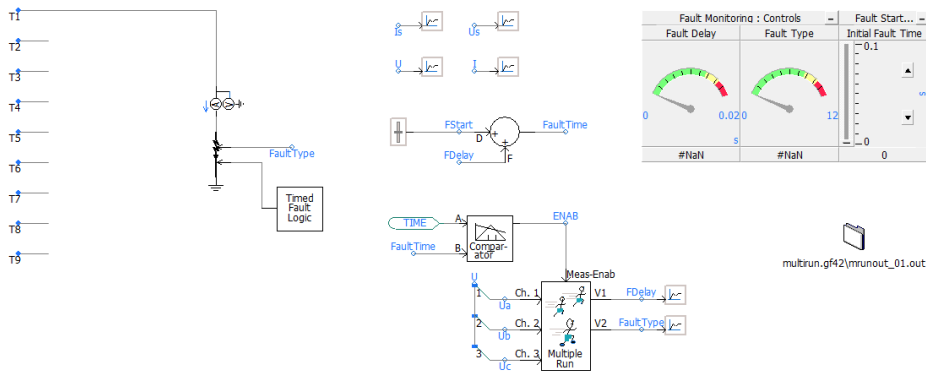 T1
T2
T3
T4
T5
T6
T7
T8
T9
A
V
FaultType
Timed
Fault
Logic
Is
Us
U
I
FStart
D
+
+
F
FaultTime
FDelay
Fault Monitoring : Controls
Fault Start...
Fault Delay
Fault Type
Initial Fault Time
0
0.02
s
0
12
0.1
s
0
#NaN
#NaN
0
TIME
A
FaultTime
B
Compar-
ator
ENAB
Meas-Enab
U
1
Ua
Ch. 1
2
Ub
Ch. 2
3
Uc
Ch. 3
Multiple
Run
V1
FDelay
V2
FaultType
multirun.gf42\mrunout_01.out